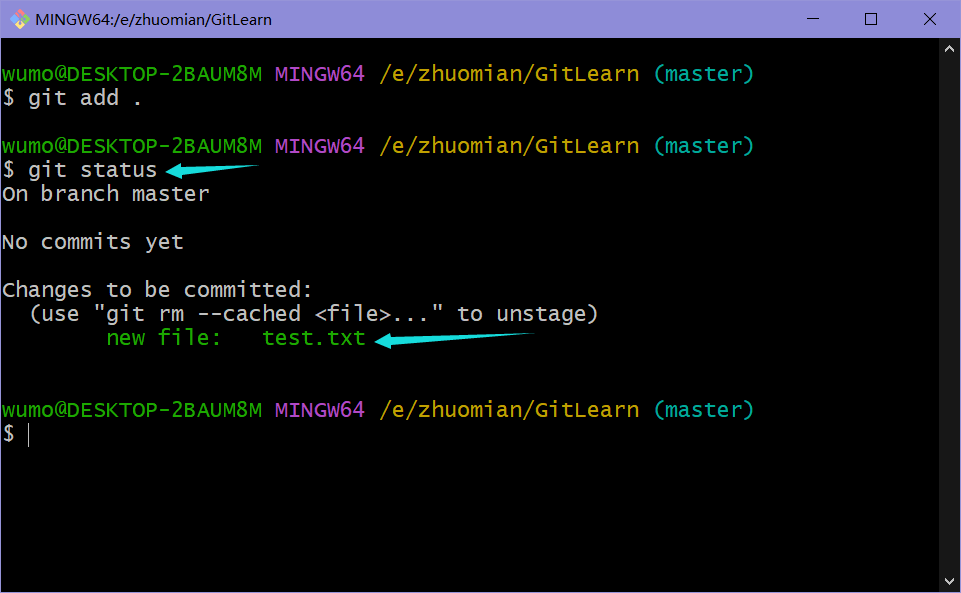 MINGW64:/e/zhuomian/GitLearn
wumo@DESKTOP-2BAUM8M MINGW64 /e/zhuomian/GitLearn (master)
$ git add .
wumo@DESKTOP-2BAUM8M MINGW64 /e/zhuomian/GitLearn (master)
$ git status
On branch master
No commits yet
Changes to be committed:
  (use "git rm --cached <file>..." to unstage)
        new file:   test.txt
wumo@DESKTOP-2BAUM8M MINGW64 /e/zhuomian/GitLearn (master)
$